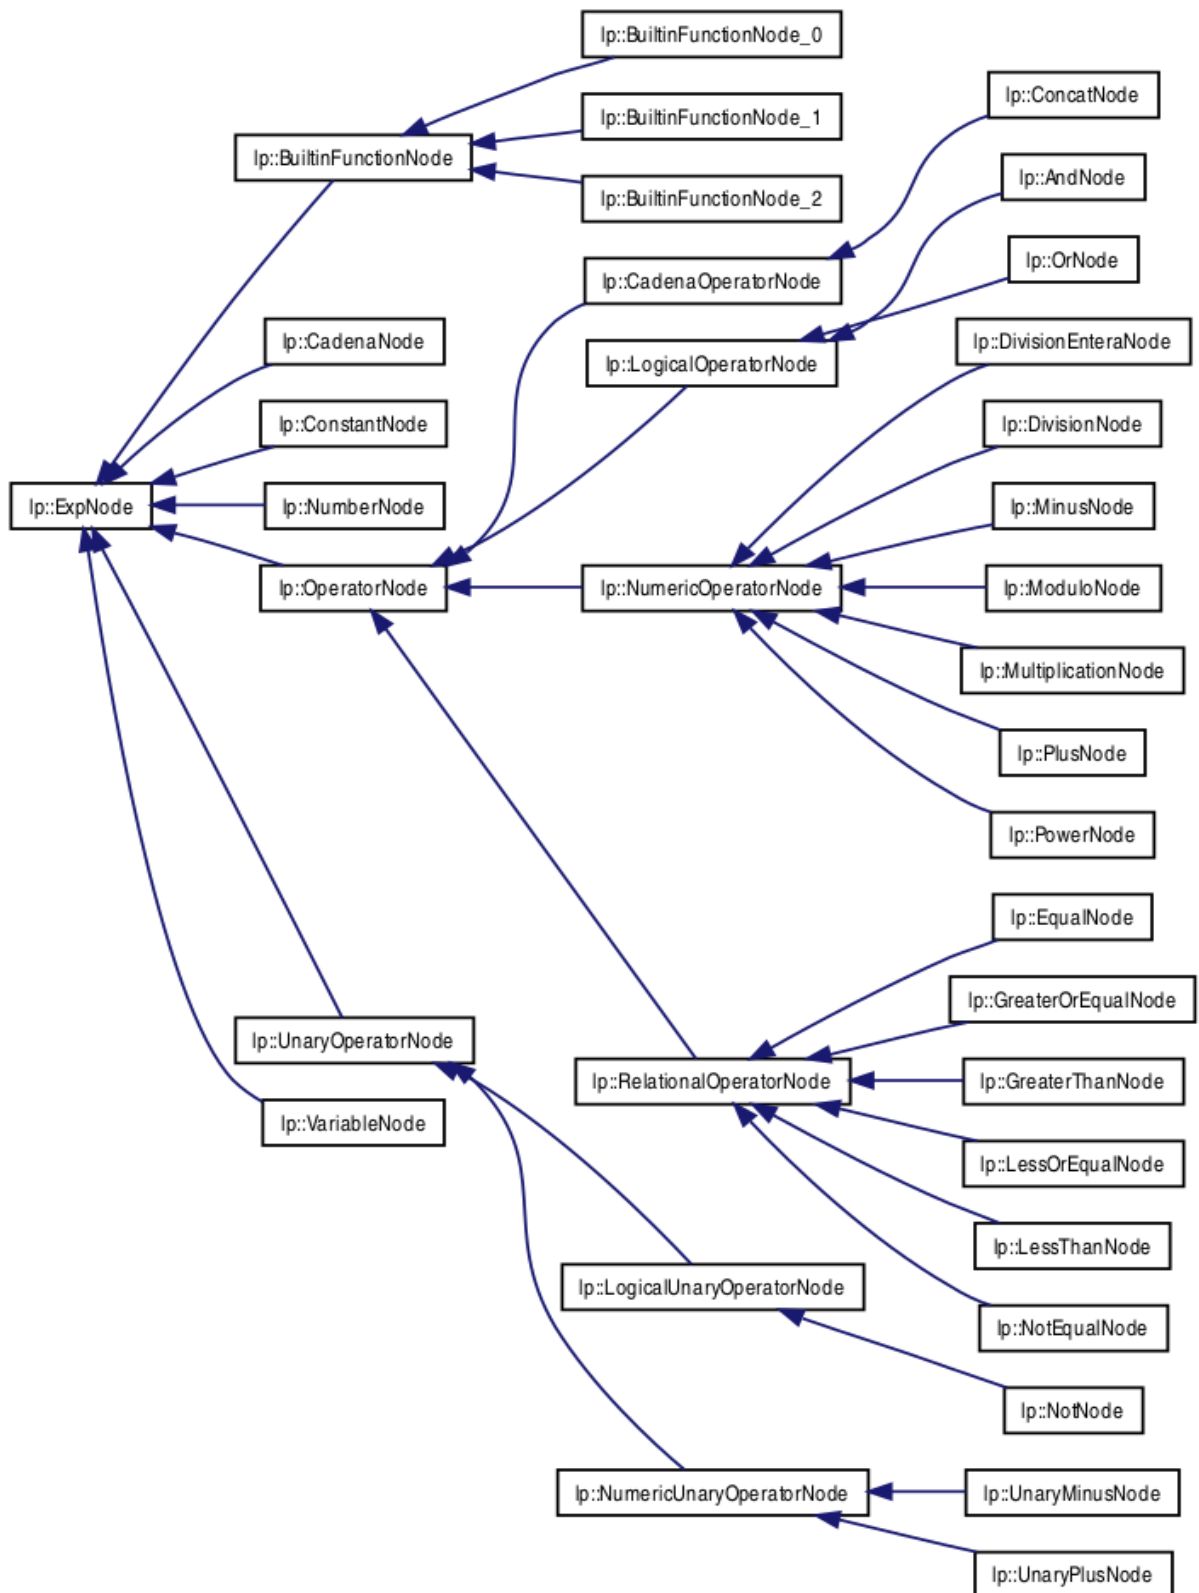 lp::BuiltinFunctionNode_0
lp::ConcatNode
lp::BuiltinFunctionNode_1
lp::BuiltinFunctionNode
lp::AndNode
lp::BuiltinFunctionNode_2
lp::OrNode
lp::CadenaOperatorNode
lp::CadenaNode
lp::DivisionEnteraNode
lp::LogicalOperatorNode
lp::ConstantNode
lp::DivisionNode
lp::ExpNode
lp::NumberNode
lp::MinusNode
lp::OperatorNode
lp::NumericOperatorNode
lp::ModuloNode
lp::MultiplicationNode
lp::PlusNode
lp::PowerNode
lp::EqualNode
lp::GreaterOrEqualNode
lp::UnaryOperatorNode
lp::RelationalOperatorNode
lp::GreaterThanNode
lp::VariableNode
lp::LessOrEqualNode
lp::LessThanNode
lp::LogicalUnaryOperatorNode
lp::NotEqualNode
lp::NotNode
lp::NumericUnaryOperatorNode
lp::UnaryMinusNode
lp::UnaryPlusNode